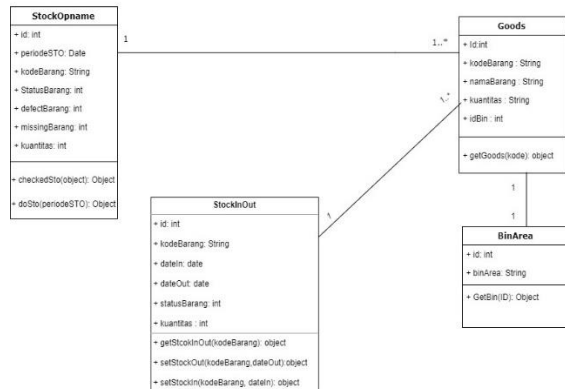 StockOpname
+ id: int
+ periodeSTO: Date
+ kodeBarang: String
+ StatusBarang: int
+ defectBarang: int
+ missingBarang: int
+ kuantitas: int
+ checkedSto(object): Object
+ doSto(periodeSTO): Object
1
1..*
Goods
+ Id:int
+ kodeBarang : String
+ namaBarang : String
+ kuantitas : String
+ idBin : int
+ getGoods(kode): object
1..*
1
1
1
StockInOut
+ id: int
+ kodeBarang: String
+ dateIn: date
+ dateOut: date
+ statusBarang: int
+ kuantitas : int
+ getStcokInOut(kodeBarang): object
+ setStockOut(kodeBarang,dateOut):object
+ setStockIn(kodeBarang, dateIn): object
BinArea
+ id: int
+ binArea: String
+ GetBin(ID): Object